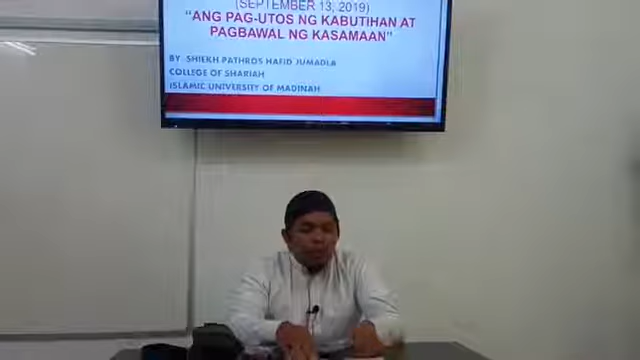 (SEPTEMBER 13, 2019)
"ANG PAG-UTOS NG KABUTIHAN AT
PAGBAWAL NG KASAMAAN"
BY: SHIEKH PATHROS HAFID JUMADLA
COLLEGE OF SHARIAH
ISLAMIC UNIVERSITY OF MADINAH